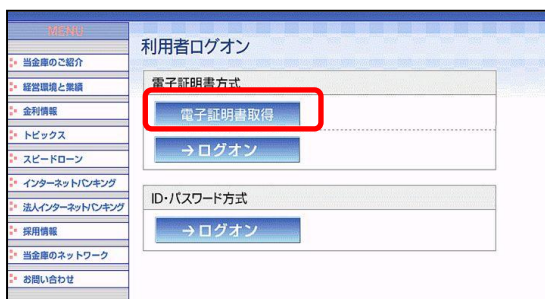 MENU
当金庫のご紹介
経営環境と業績
金利情報
トピックス
スピードローン
インターネットバンキング
法人インターネットバンキング
採用情報
当金庫のネットワーク
お問い合わせ
利用者ログオン
電子証明書方式
電子証明書取得
→ログオン
ID・パスワード方式
→ログオン